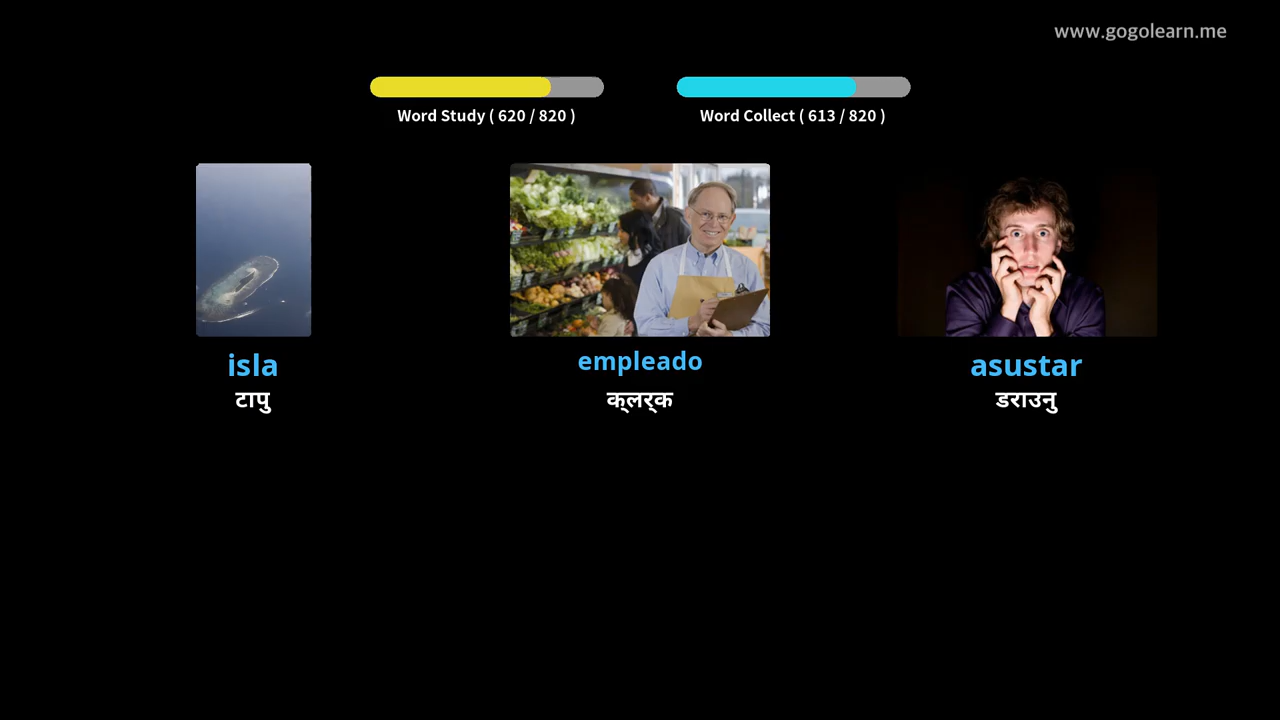 www.gogolearn.me
Word Study ( 620 / 820 )
Word Collect ( 613 / 820 )
isla
टापु
empleado
क्‌लर्‌क
asustar
डराउनु